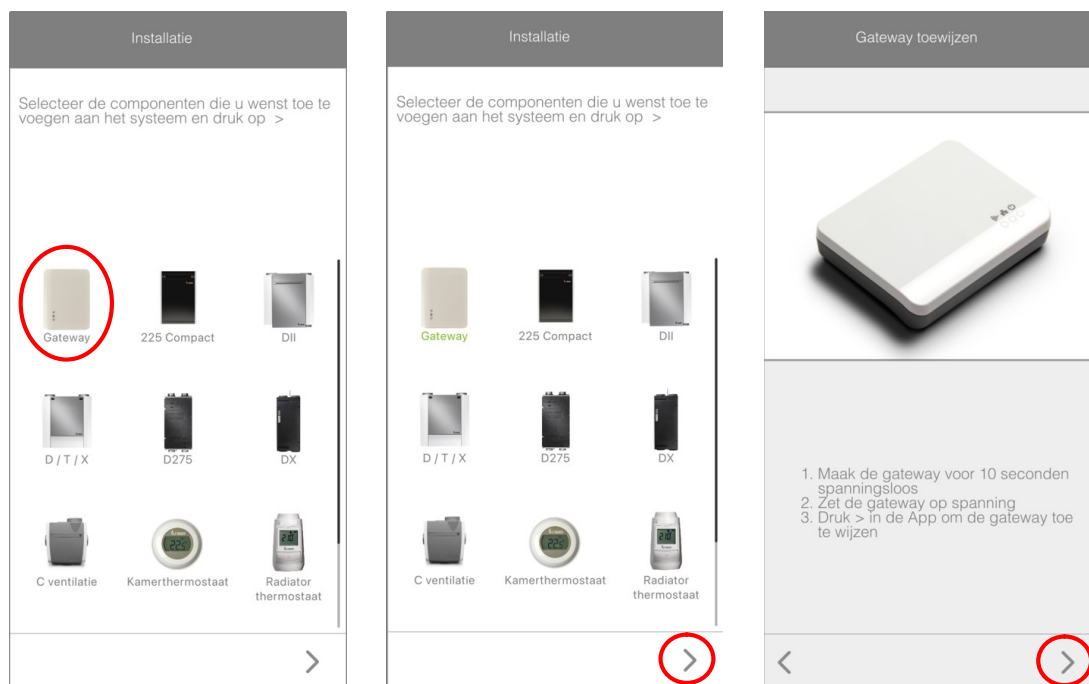 Installatie
Selecteer de componenten die u wenst toe te
voegen aan het systeem en druk op >
Gateway
225 Compact
DII
D / T / X
D275
DX
C ventilatie
Kamerthermostaat
Radiator
thermostaat
>
Installatie
Selecteer de componenten die u wenst toe te
voegen aan het systeem en druk op >
Gateway
225 Compact
DII
D / T / X
D275
DX
C ventilatie
Kamerthermostaat
Radiator
thermostaat
>
Gateway toewijzen
1. Maak de gateway voor 10 seconden
spanningsloos
2. Zet de gateway op spanning
3. Druk > in de App om de gateway toe
te wijzen
< >